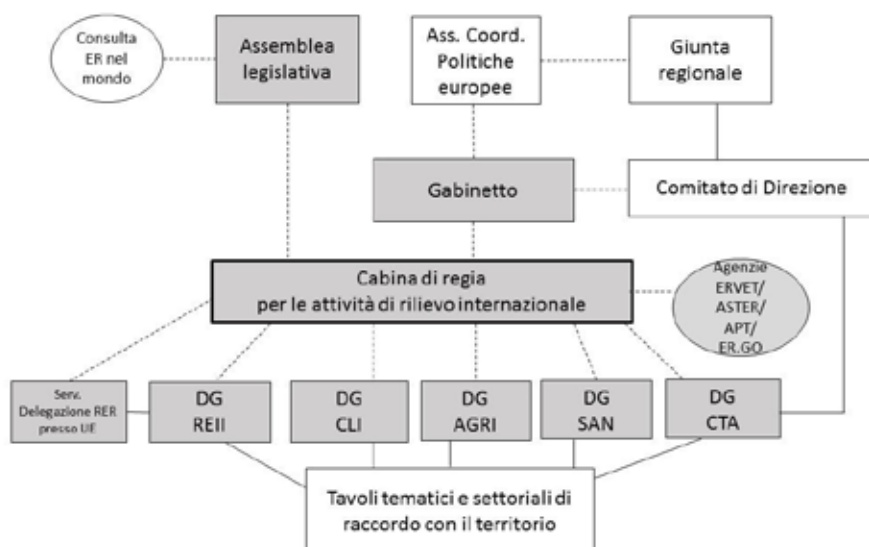 Consulta
ER nel
mondo
Assemblea
legislativa
Ass. Coord.
Politiche
europee
Giunta
regionale
Gabinetto
Comitato di Direzione
Cabina di regia
per le attività di rilievo internazionale
Agenzie
ERVET/
ASTER/
APT/
ER.GO
Serv.
Delegazione RER
presso UE
DG
REII
DG
CLI
DG
AGRI
DG
SAN
DG
CTA
Tavoli tematici e settoriali di
raccordo con il territorio